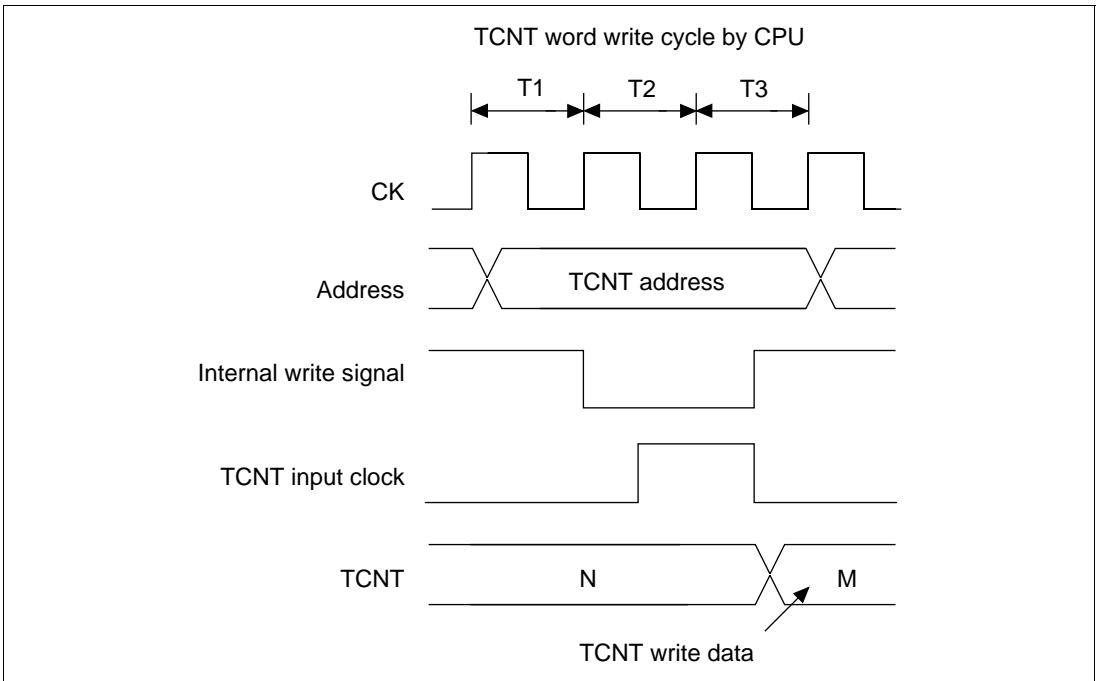 TCNT word write cycle by CPU
T1 T2 T3
CK
Address
TCNT address
Internal write signal
TCNT input clock
TCNT
N
M
TCNT write data